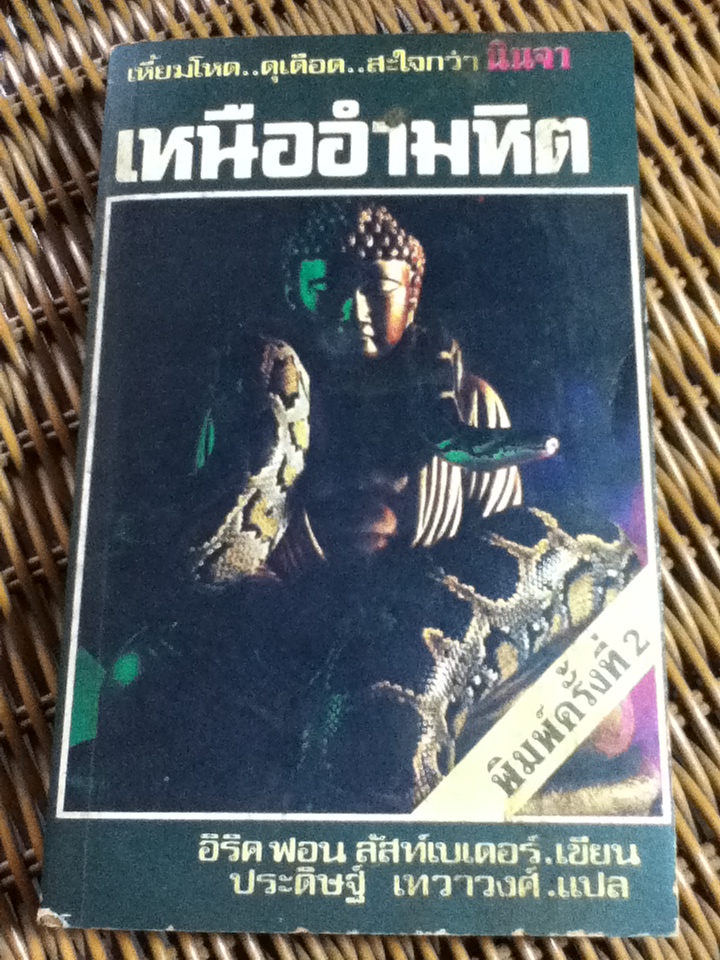 เหี้ยมโหด..ดุเดือด..สะใจกว่า นินจา
เหนืออำมหิต
พิมพ์ครั้งที่ 2
อิริค ฟอน ลัสท์เบเดอร์.เขียน
ประดิษฐ์ เทวาวงศ์.แปล